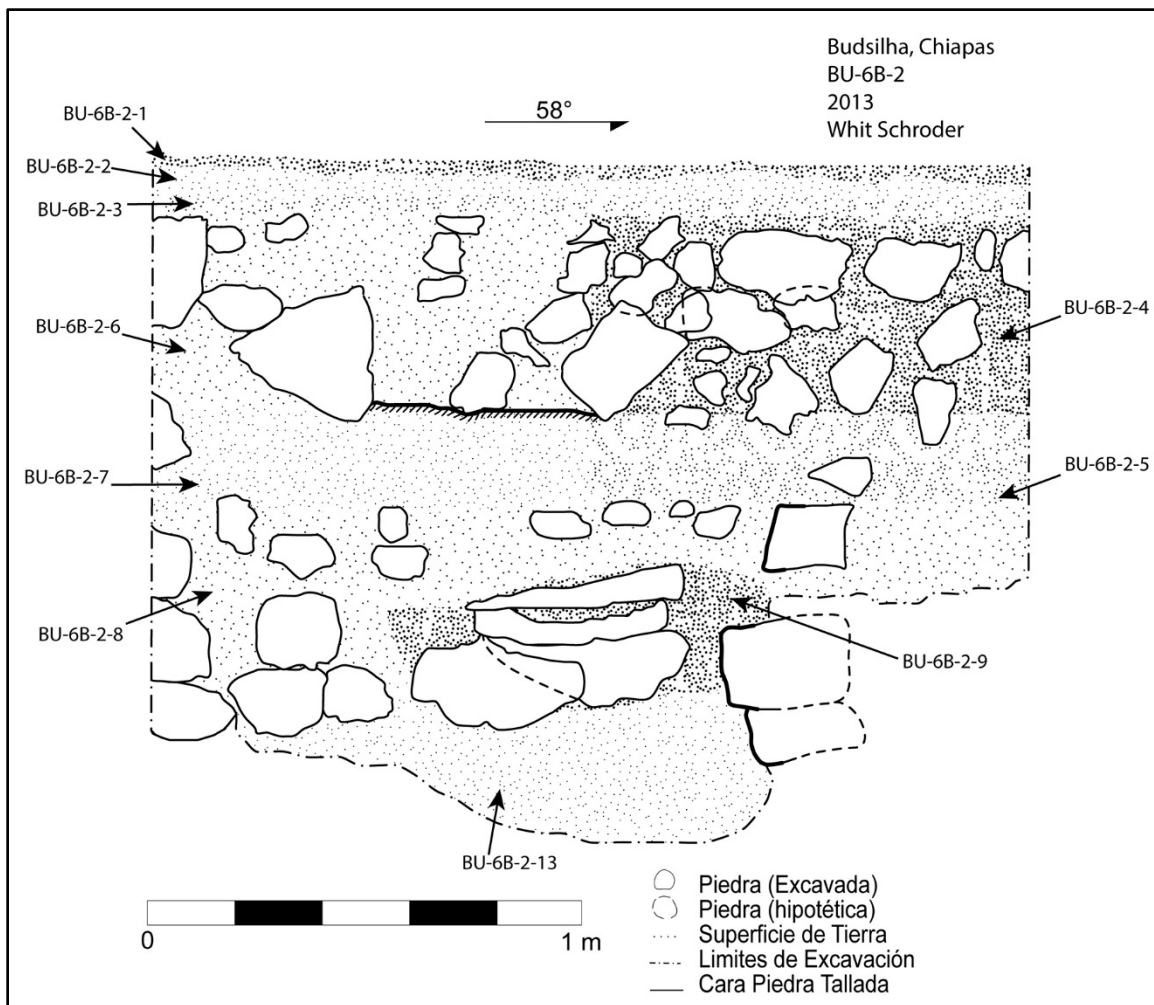 Budsilha, Chiapas
BU-6B-2
2013
Whit Schroder
58°
BU-6B-2-1
BU-6B-2-2
BU-6B-2-3
BU-6B-2-6
BU-6B-2-4
BU-6B-2-7
BU-6B-2-5
BU-6B-2-8
BU-6B-2-9
BU-6B-2-13
0 1 m
Piedra (Excavada)
Piedra (hipotética)
Superficie de Tierra
Limites de Excavación
Cara Piedra Tallada